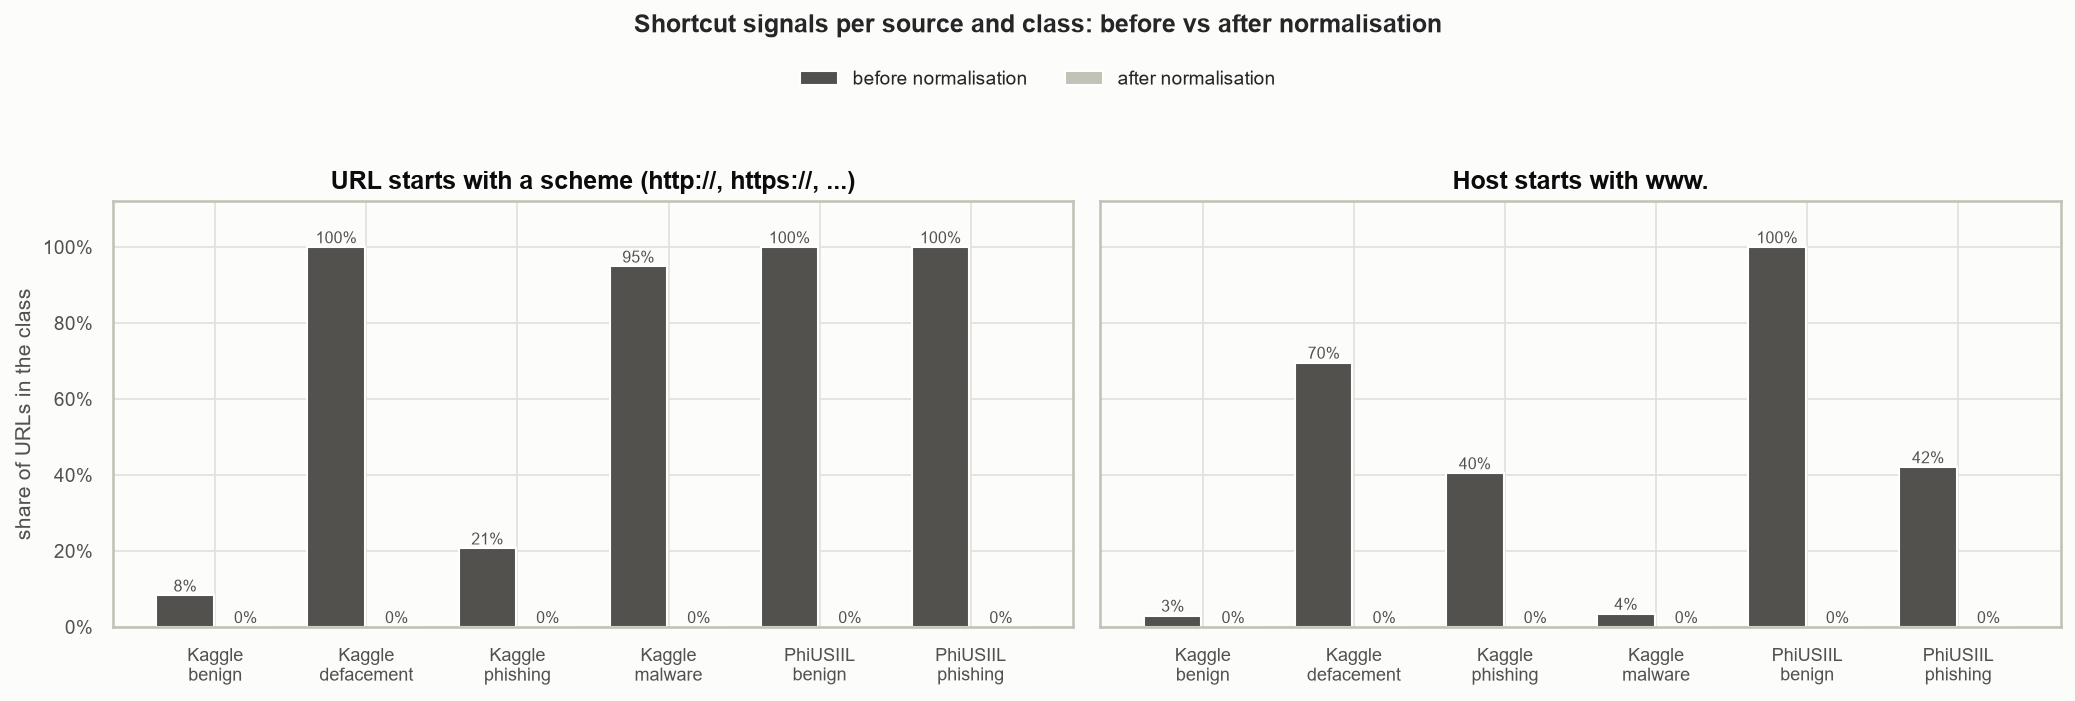 Shortcut signals per source and class: before vs after normalisation
before normalisation
after normalisation
URL starts with a scheme (http://, https://, ...)
share of URLs in the class
100%
80%
60%
40%
20%
0%
8%
0%
100%
0%
21%
0%
95%
0%
100%
0%
100%
0%
Kaggle
benign
Kaggle
defacement
Kaggle
phishing
Kaggle
malware
PhiUSIIL
benign
PhiUSIIL
phishing
Host starts with www.
3%
0%
70%
0%
40%
0%
4%
0%
100%
0%
42%
0%
Kaggle
benign
Kaggle
defacement
Kaggle
phishing
Kaggle
malware
PhiUSIIL
benign
PhiUSIIL
phishing